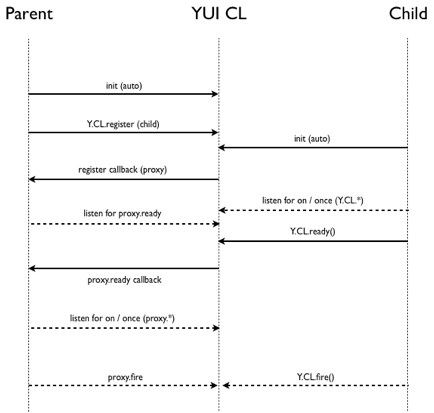 Parent YUI CL Child
init (auto)
Y.CL.register (child)
init (auto)
register callback (proxy)
listen for on / once (Y.CL.*)
listen for proxy.ready
Y.CL.ready()
proxy.ready callback
listen for on / once (proxy.*)
proxy.fire Y.CL.fire()